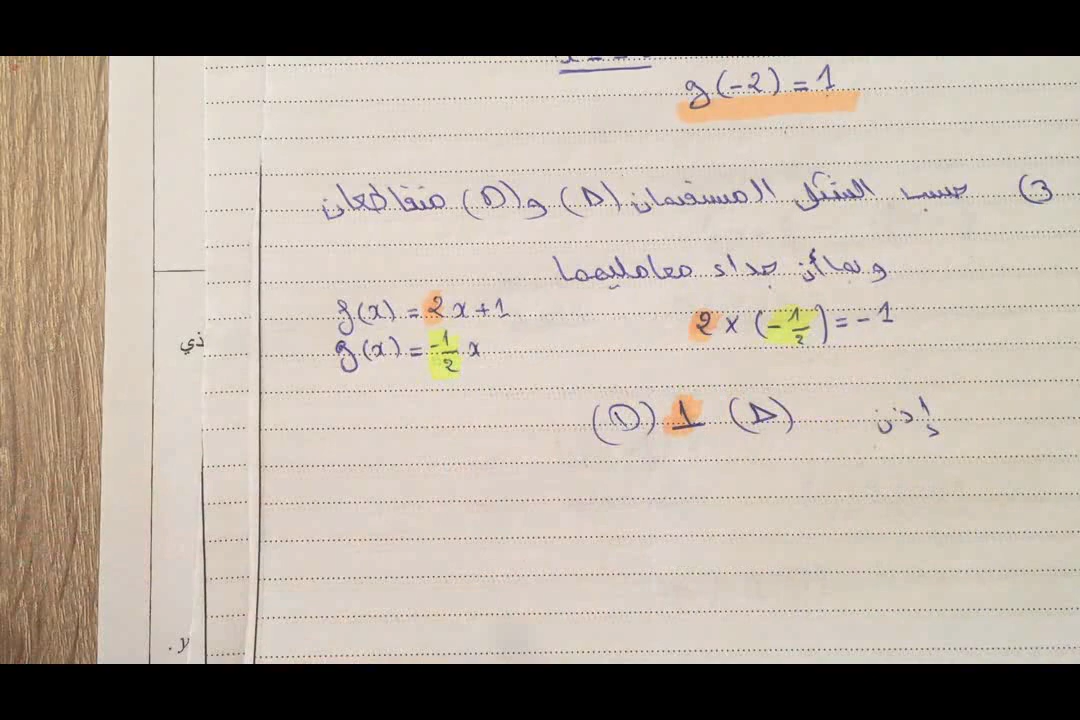 g(-2) = 1
3) حسب الشكل المستقيمان (Δ) و(D) متقاطعان
وبما أن جداء معامليهما
f(x) = 2x+1
2 × (-1/2) = -1
g(x) = -1/2 x
ذي
إذن (Δ) ⊥ (D)
. y